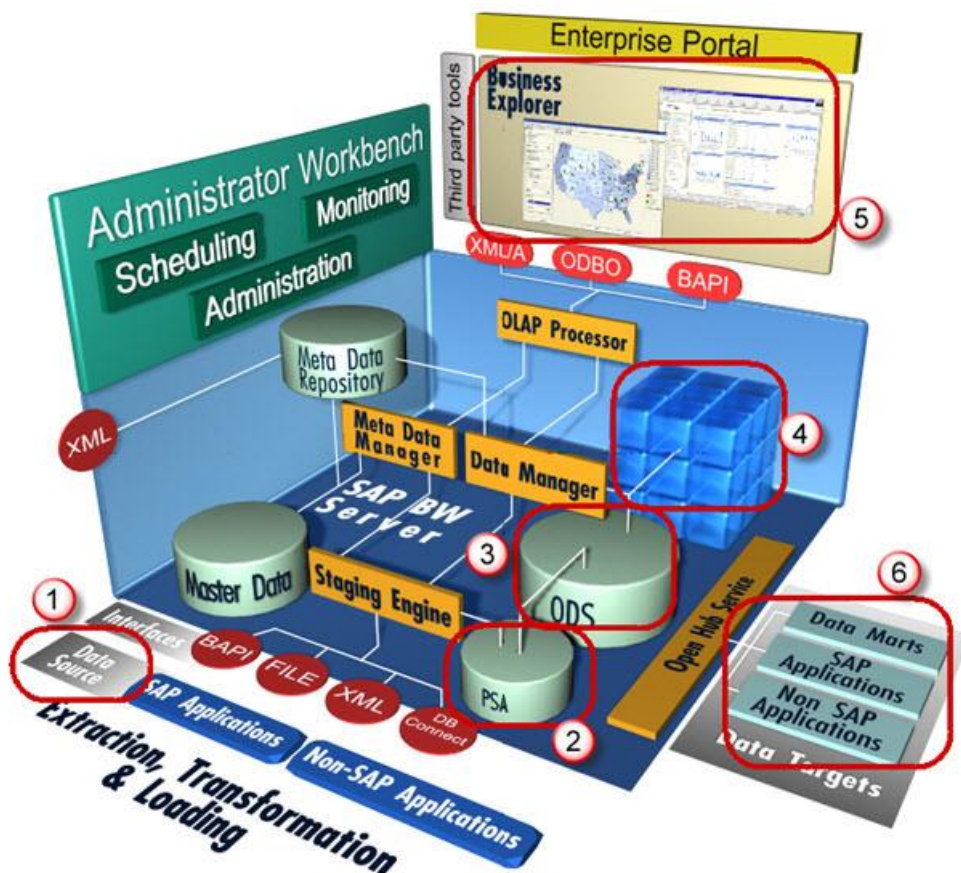 Enterprise Portal
Third party tools
Business
Explorer
5
Administrator Workbench
Scheduling
Monitoring
Administration
XML/A
ODBO
BAPI
OLAP Processor
Meta Data
Repository
XML
Meta Data
Manager
Data Manager
4
SAP BW
Server
3
Master Data
Staging Engine
ODS
Open Hub Service
6
Data Marts
SAP
Applications
Non SAP
Applications
Data Targets
1
Interfaces
Data
Source
BAPI
FILE
XML
DB
Connect
PSA
2
SAP Applications
Non-SAP Applications
Extraction, Transformation
& Loading